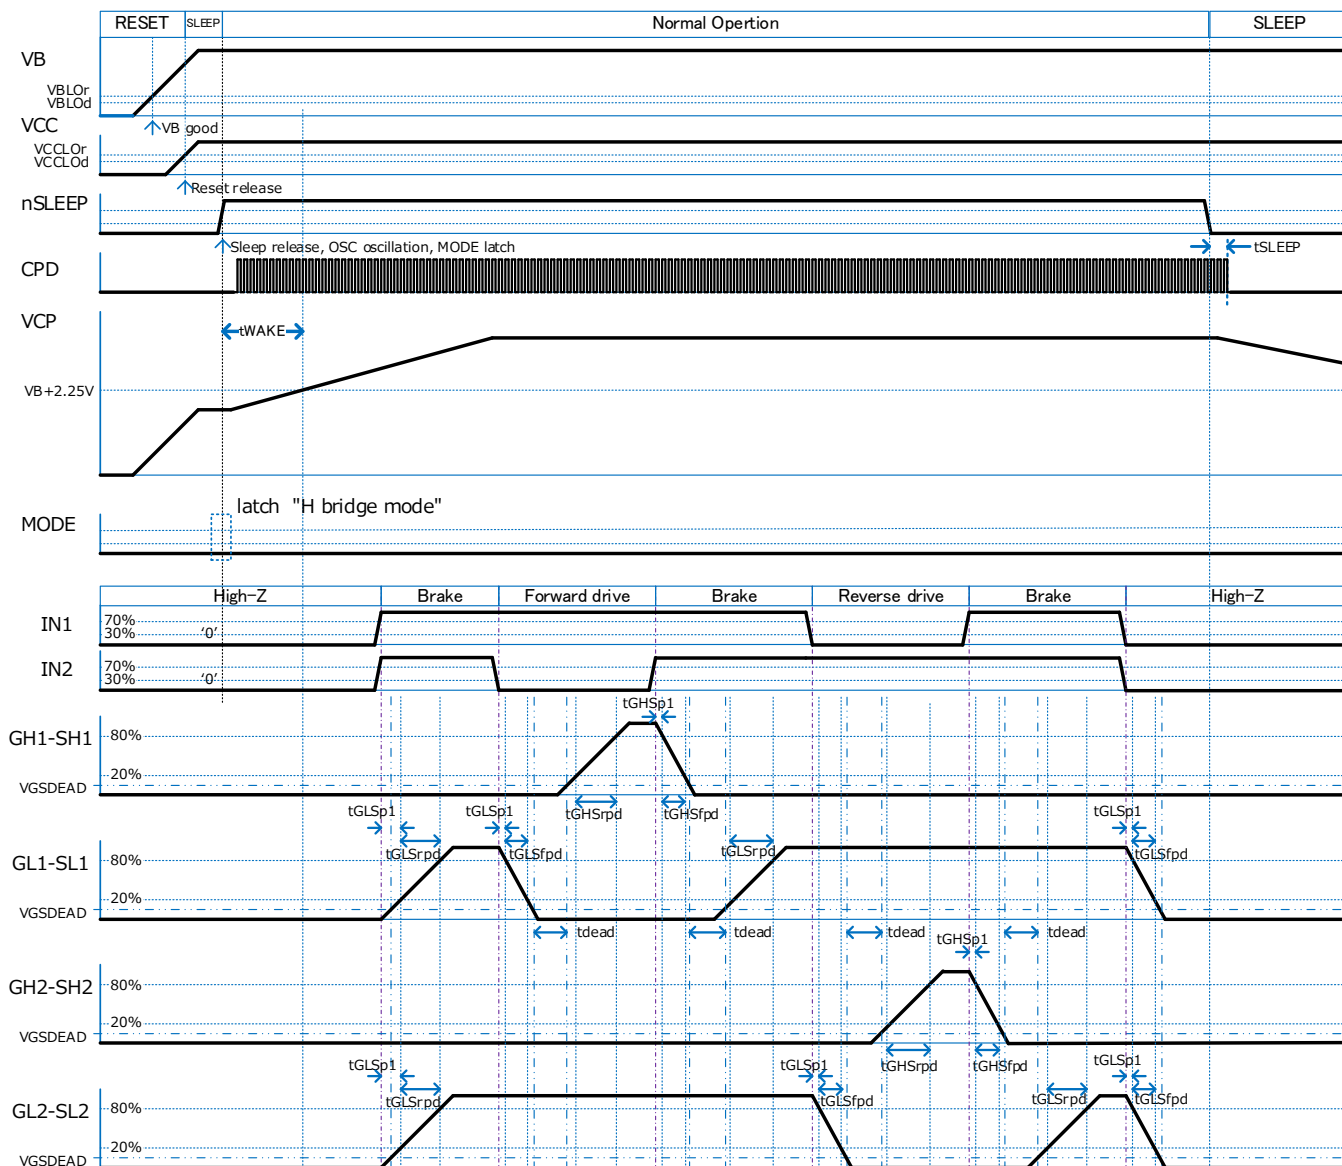 RESET SLEEP Normal Opertion SLEEP
VB
VBLOr
VBLOd
VB good
VCC
VCCLOr
VCCLOd
Reset release
nSLEEP
Sleep release, OSC oscillation, MODE latch
tSLEEP
CPD
VCP
tWAKE
VB+2.25V
latch "H bridge mode"
MODE
High-Z Brake Forward drive Brake Reverse drive Brake High-Z
IN1
70%
30% '0'
IN2
70%
30% '0'
tGHSp1
GH1-SH1
80%
20%
VGSDEAD
tGHSrpd tGHSfpd
tGLSp1 tGLSp1 tGLSp1
tGLSrpd tGLSfpd tGLSrpd tGLSfpd
GL1-SL1
80%
20%
VGSDEAD
tdead tdead tdead tdead
tGHSp1
GH2-SH2
80%
20%
VGSDEAD
tGHSrpd tGHSfpd
tGLSp1 tGLSp1 tGLSp1
tGLSrpd tGLSfpd tGLSrpd tGLSfpd
GL2-SL2
80%
20%
VGSDEAD